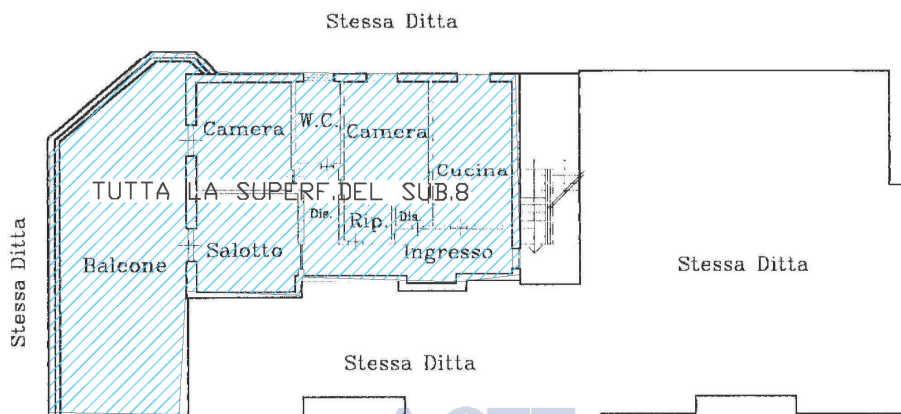 Stessa Ditta
W.C.
Camera
Camera
Cucina
TUTTA LA SUPERF.DEL SUB.8
Dis.
Rip.
Dis.
Salotto
Ingresso
Balcone
Stessa Ditta
Stessa Ditta
Stessa Ditta